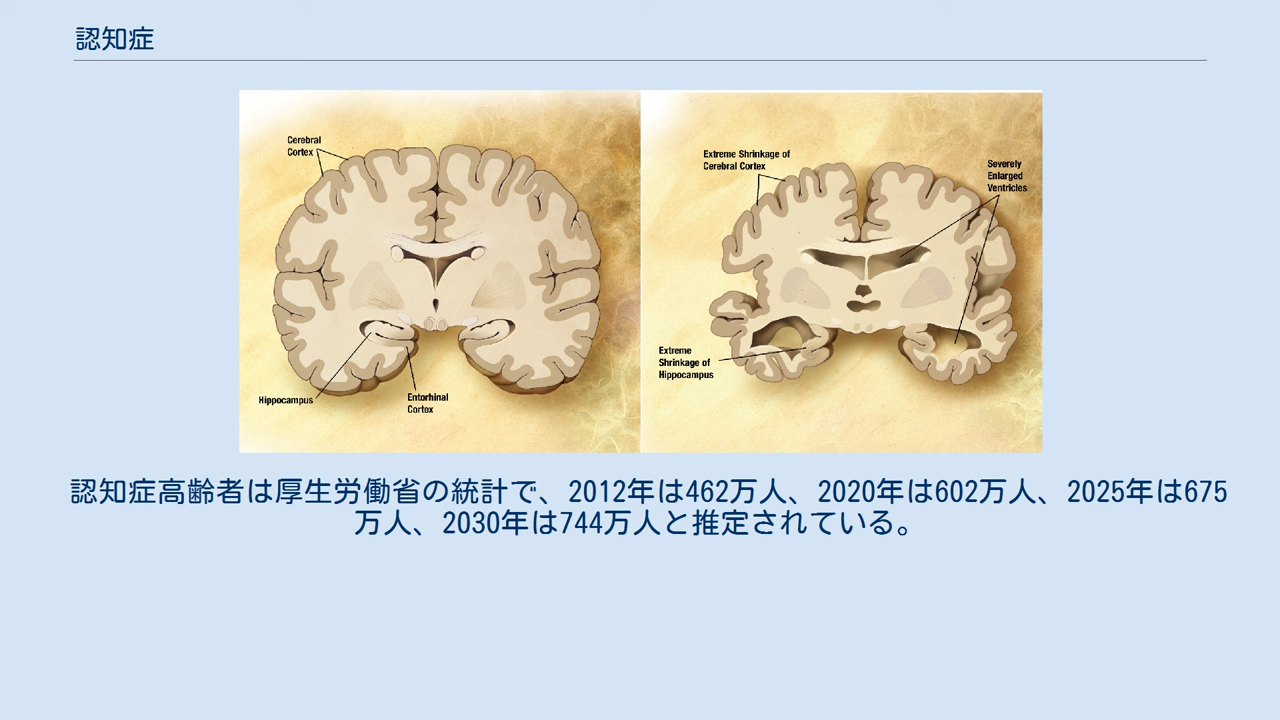 認知症
Cerebral
Cortex
Hippocampus
Entorhinal
Cortex
Extreme Shrinkage of
Cerebral Cortex
Severely
Enlarged
Ventricles
Extreme
Shrinkage of
Hippocampus
認知症高齢者は厚生労働省の統計で、2012年は462万人、2020年は602万人、2025年は675
万人、2030年は744万人と推定されている。